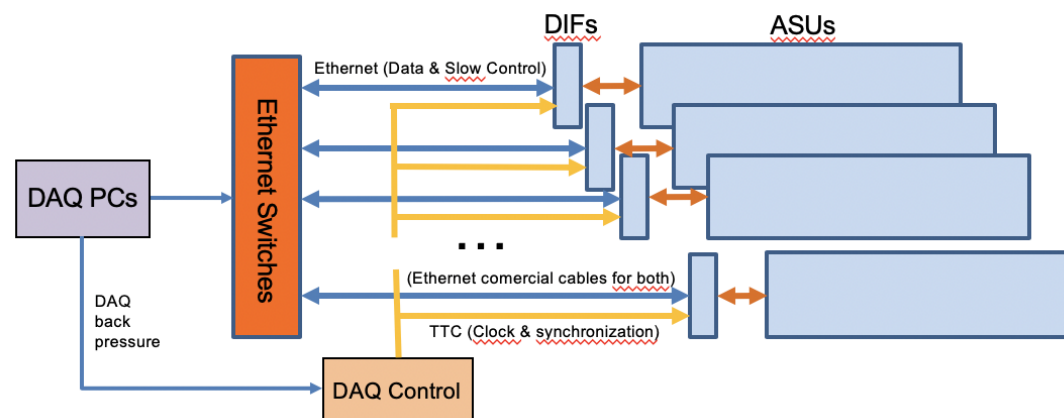 DIFs
ASUs
Ethernet (Data & Slow Control)
Ethernet Switches
DAQ PCs
...
(Ethernet comercial cables for both)
DAQ
back
pressure
TTC (Clock & synchronization)
DAQ Control